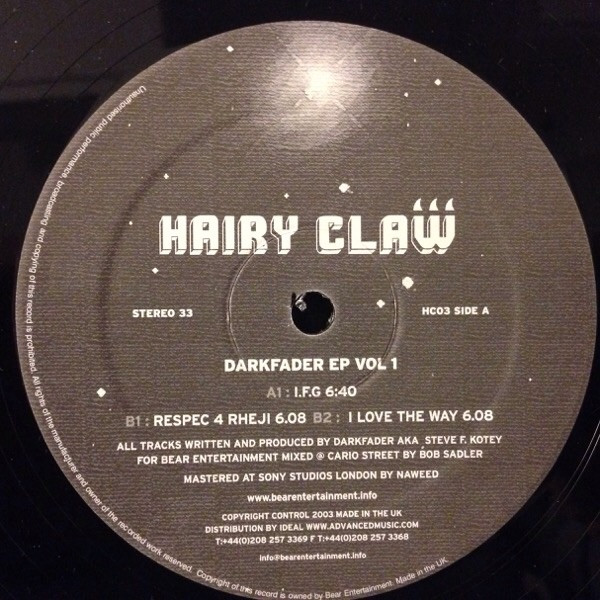 HAIRY CLAW
STEREO 33
HC03 SIDE A
DARKFADER EP VOL 1
A1 : I.F.G 6:40
B1 : RESPEC 4 RHEJI 6.08 B2 : I LOVE THE WAY 6.08
ALL TRACKS WRITTEN AND PRODUCED BY DARKFADER AKA STEVE F. KOTEY
FOR BEAR ENTERTAINMENT MIXED @ CARIO STREET BY BOB SADLER
MASTERED AT SONY STUDIOS LONDON BY NAWEED
www.bearentertainment.info
COPYRIGHT CONTROL 2003 MADE IN THE UK
DISTRIBUTION BY IDEAL WWW.ADVANCEDMUSIC.COM
T:+44(0)208 257 3369 F T:+44(0)208 257 3368
info@bearentertainment.info
Unauthorised public performance, broadcasting and copying of this record is prohibited. All rights of the manufacturer and owner of the recorded work reserved. Copyright of this record is owned by Bear Entertainment. Made in the UK